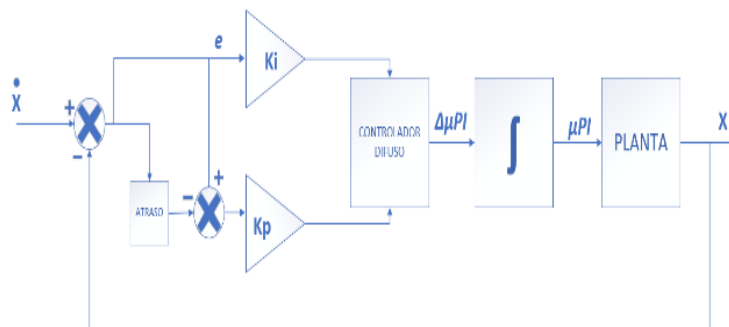 e
Ki
Ẋ
+
−
CONTROLADOR
DIFUSO
ΔµPI
∫
µPI
PLANTA
X
ATRASO
−
+
Kp